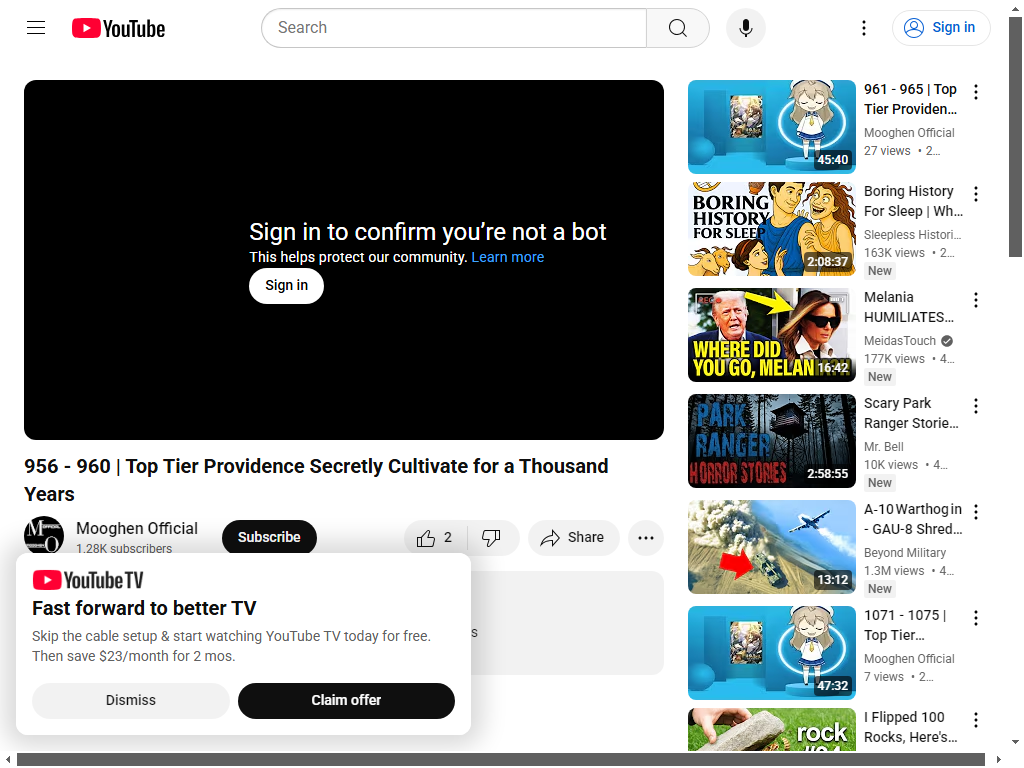 YouTube
Search
Sign in
Sign in to confirm you’re not a bot
This helps protect our community. Learn more
Sign in
956 - 960 | Top Tier Providence Secretly Cultivate for a Thousand
Years
Mooghen Official
1.28K subscribers
Subscribe
2
Share
s
YouTube TV
Fast forward to better TV
Skip the cable setup & start watching YouTube TV today for free.
Then save $23/month for 2 mos.
Dismiss
Claim offer
45:40
961 - 965 | Top
Tier Providen...
Mooghen Official
27 views • 2...
BORING
HISTORY
FOR SLEEP
2:08:37
Boring History
For Sleep | Wh...
Sleepless Histori...
163K views • 2...
New
REC
WHERE DID
YOU GO, MELAN
16:42
Melania
HUMILIATES...
MeidasTouch
177K views • 4...
New
PARK
RANGER
HORROR STORIES
2:58:55
Scary Park
Ranger Storie...
Mr. Bell
10K views • 4...
New
13:12
A-10 Warthog in
- GAU-8 Shred...
Beyond Military
1.3M views • 4...
New
47:32
1071 - 1075 |
Top Tier...
Mooghen Official
7 views • 2...
rock
I Flipped 100
Rocks, Here's...